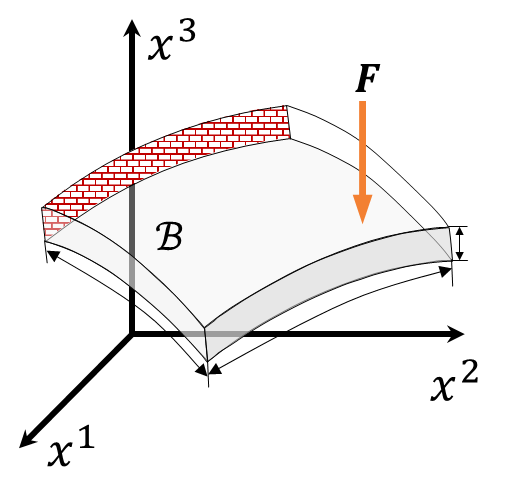 x³
F
ℬ
x²
x¹